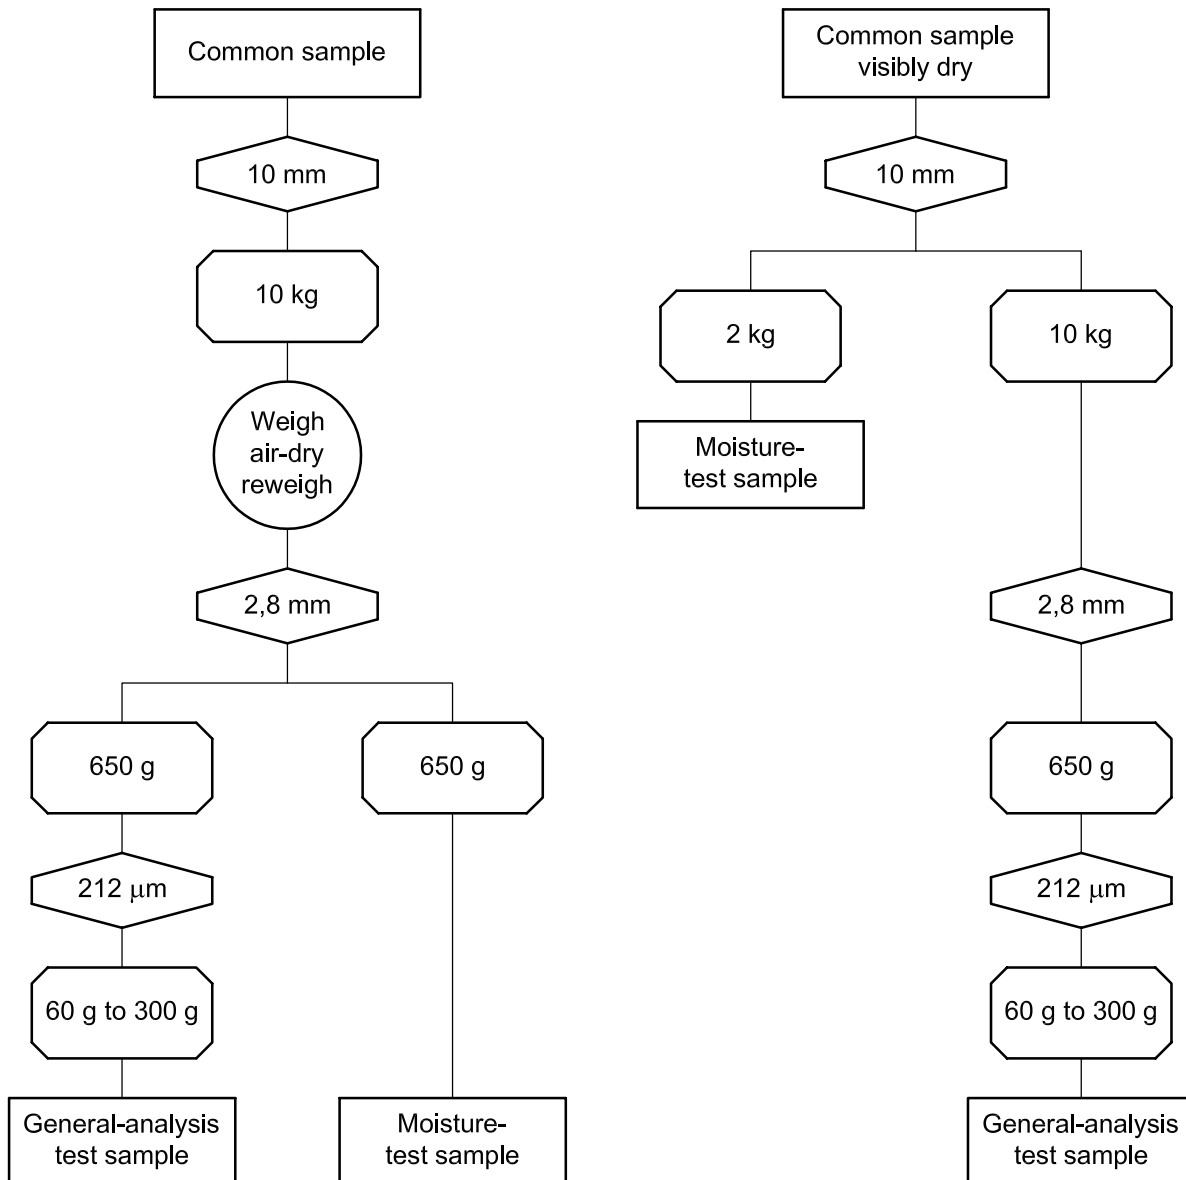 Common sample
10 mm
10 kg
Weigh
air-dry
reweigh
2,8 mm
650 g
212 μm
60 g to 300 g
General-analysis
test sample
650 g
Moisture-
test sample
Common sample
visibly dry
10 mm
2 kg
Moisture-
test sample
10 kg
2,8 mm
650 g
212 μm
60 g to 300 g
General-analysis
test sample